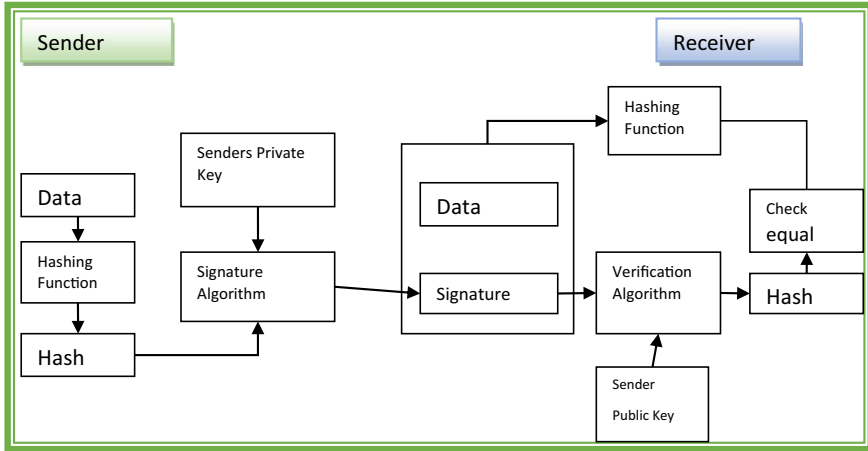 Sender
Receiver
Data
Hashing
Function
Hash
Senders Private
Key
Signature
Algorithm
Data
Signature
Hashing
Function
Verification
Algorithm
Sender
Public Key
Check
equal
Hash